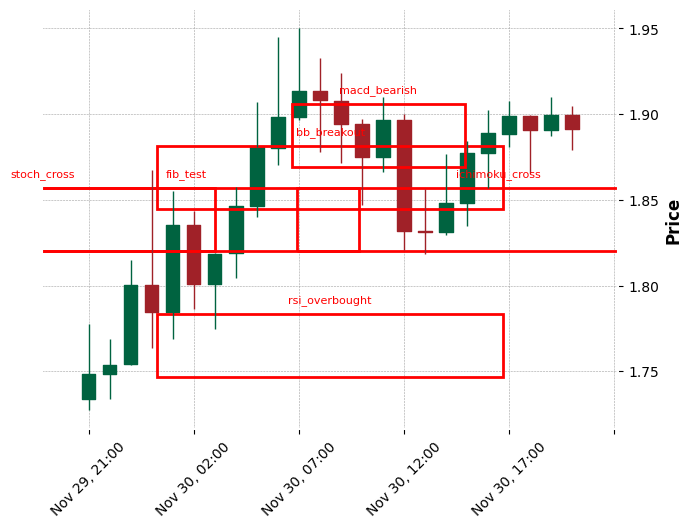 1.95
macd_bearish
1.90
bb_breakout
stoch_cross
fib_test
ichimoku_cross
1.85
Price
1.80
rsi_overbought
1.75
Nov 29, 21:00
Nov 30, 02:00
Nov 30, 07:00
Nov 30, 12:00
Nov 30, 17:00